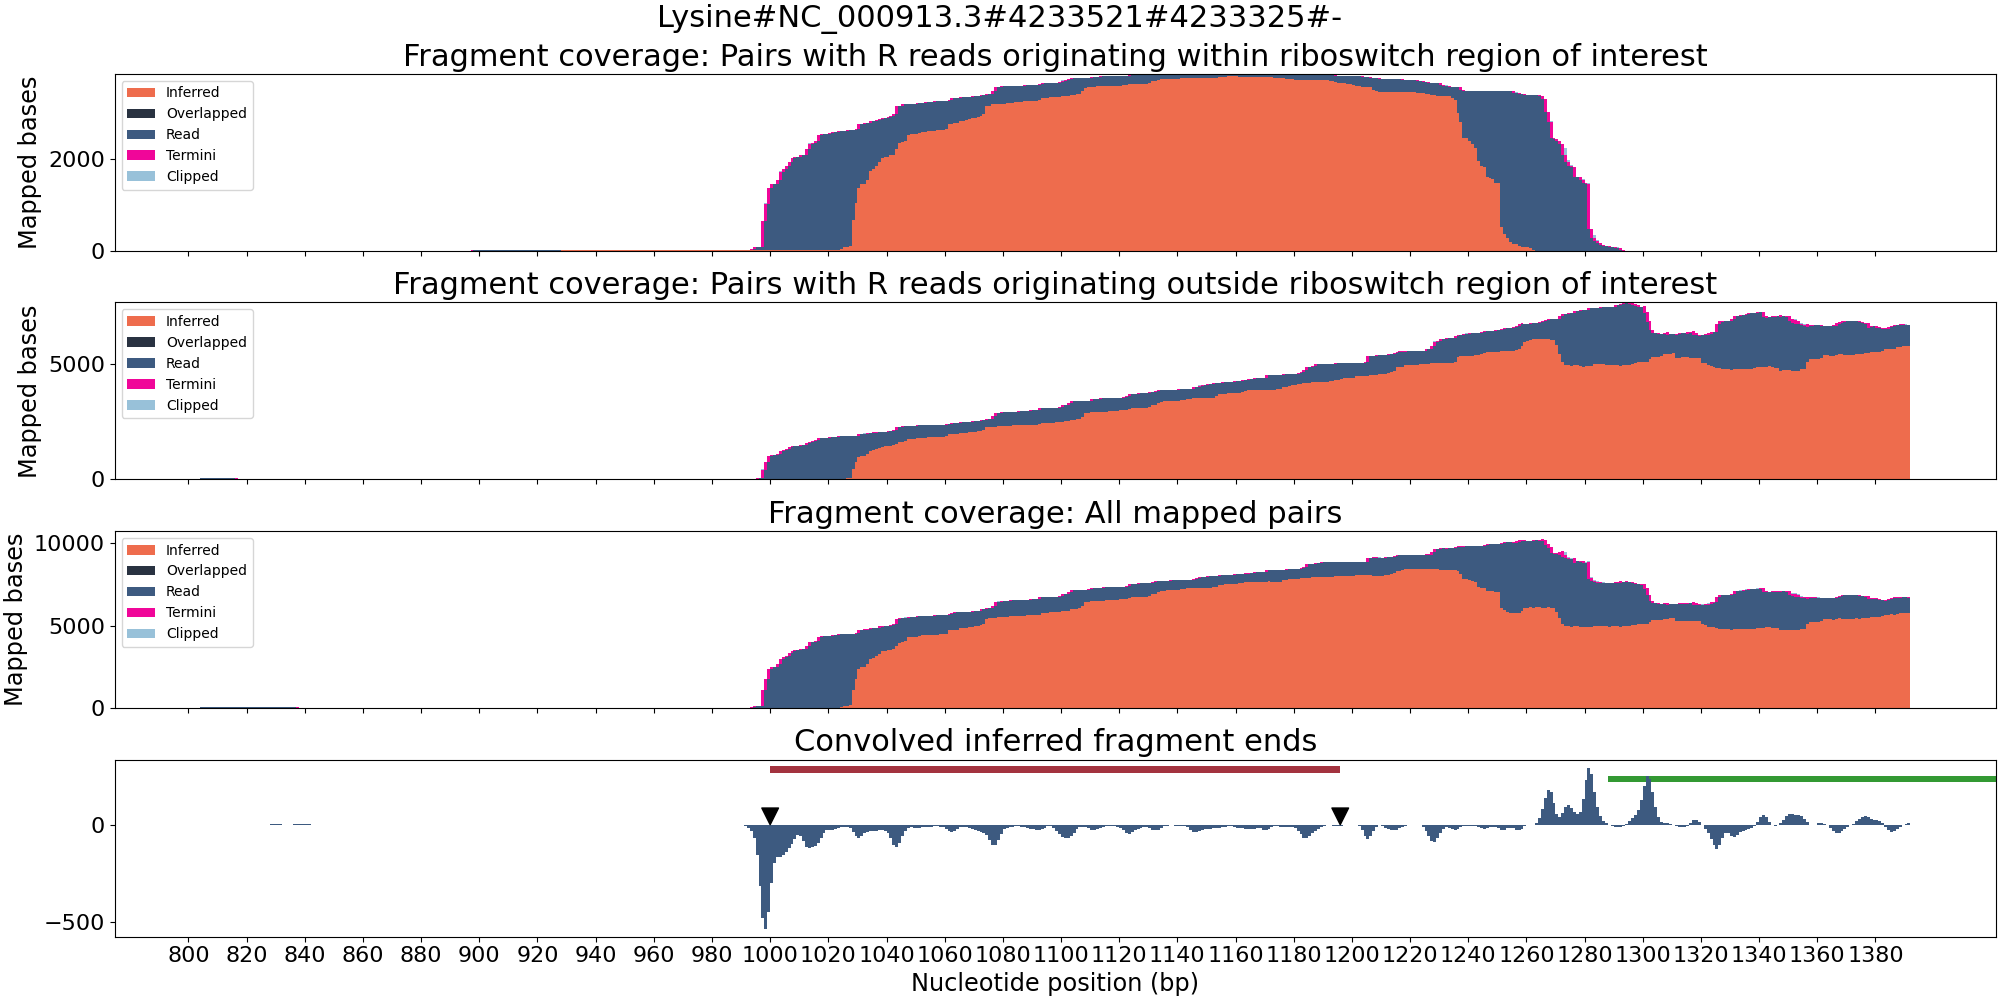 Lysine#NC_000913.3#4233521#4233325#-
Fragment coverage: Pairs with R reads originating within riboswitch region of interest
Mapped bases
2000
0
Inferred
Overlapped
Read
Termini
Clipped
Fragment coverage: Pairs with R reads originating outside riboswitch region of interest
Mapped bases
5000
0
Inferred
Overlapped
Read
Termini
Clipped
Fragment coverage: All mapped pairs
Mapped bases
10000
5000
0
Inferred
Overlapped
Read
Termini
Clipped
Convolved inferred fragment ends
0
−500
800 820 840 860 880 900 920 940 960 980 1000 1020 1040 1060 1080 1100 1120 1140 1160 1180 1200 1220 1240 1260 1280 1300 1320 1340 1360 1380
Nucleotide position (bp)